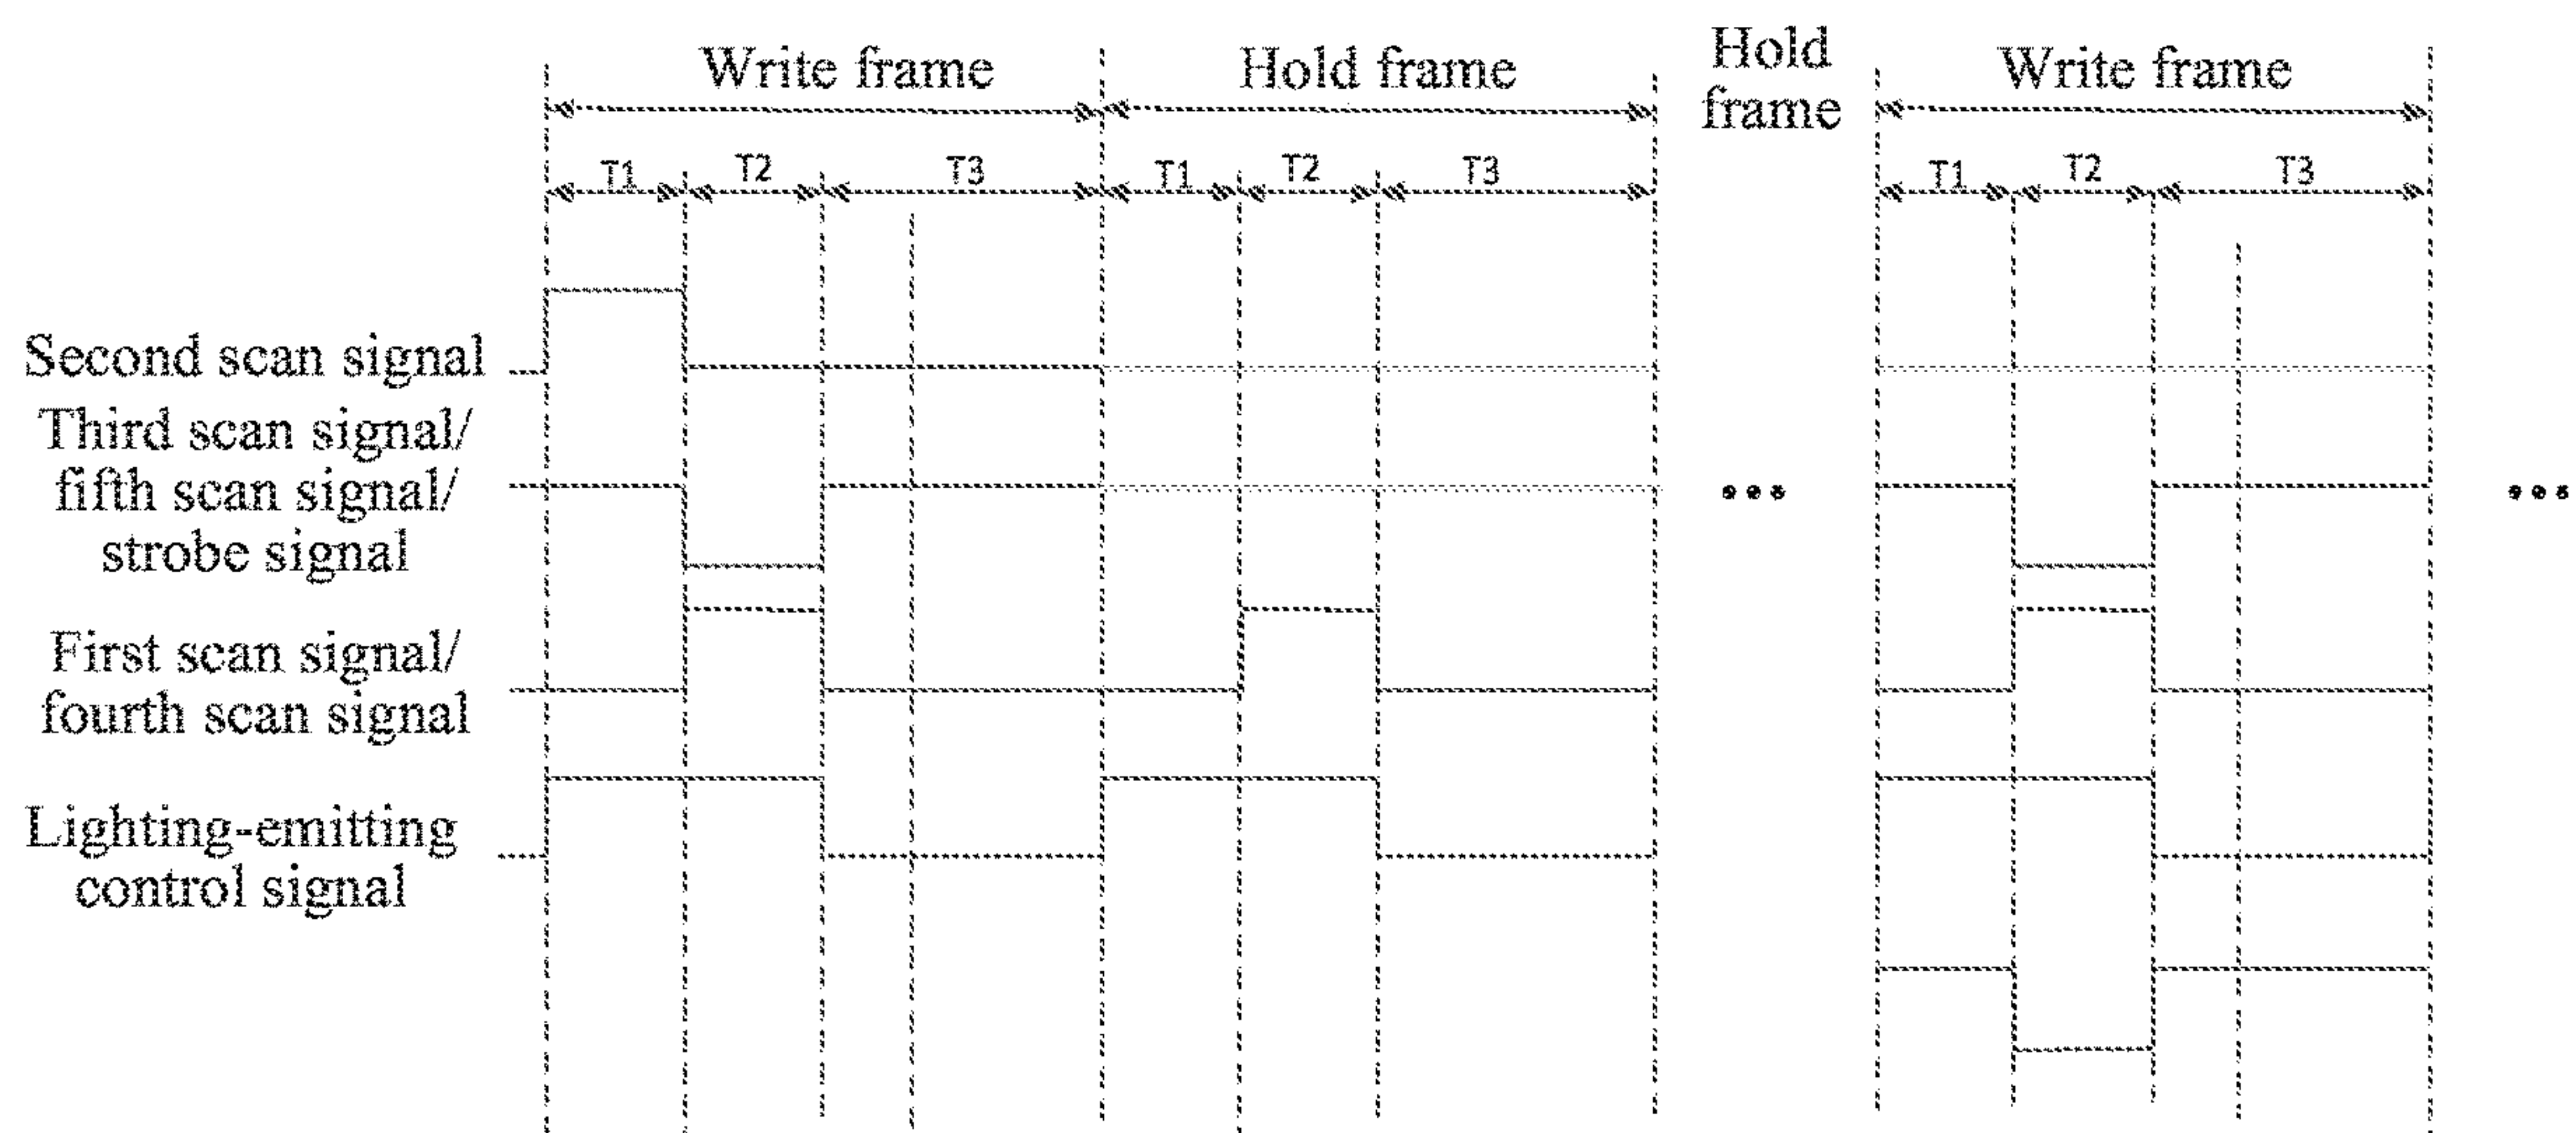 Write frame
Hold frame
Hold
frame
Write frame
T1
T2
T3
T1
T2
T3
T1
T2
T3
Second scan signal
Third scan signal/
fifth scan signal/
strobe signal
•••
•••
First scan signal/
fourth scan signal
Lighting-emitting
control signal